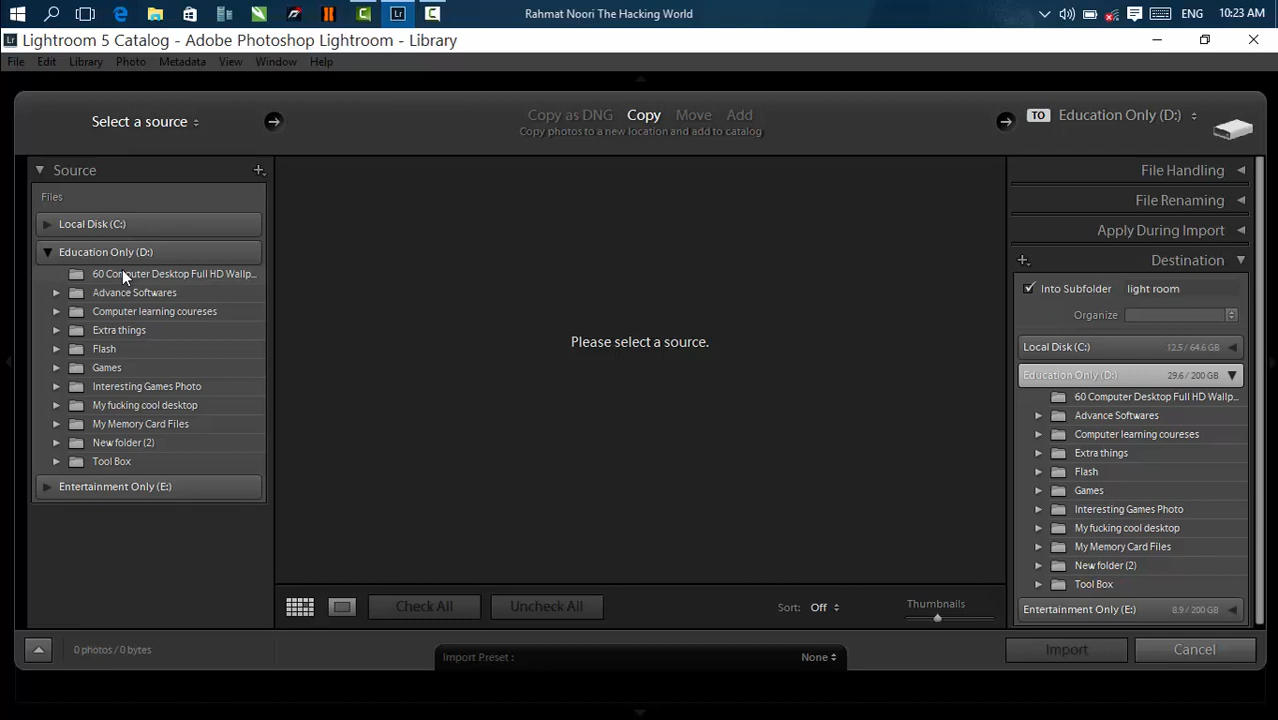 Rahmat Noori The Hacking World
ENG
10:23 AM
Lr Lightroom 5 Catalog - Adobe Photoshop Lightroom - Library
File Edit Library Photo Metadata View Window Help
Select a source
Copy as DNG Copy Move Add
Copy photos to a new location and add to catalog
TO Education Only (D:)
Source
Files
Local Disk (C:)
Education Only (D:)
60 Computer Desktop Full HD Wallp...
Advance Softwares
Computer learning coureses
Extra things
Flash
Games
Interesting Games Photo
My fucking cool desktop
My Memory Card Files
New folder (2)
Tool Box
Entertainment Only (E:)
Please select a source.
File Handling
File Renaming
Apply During Import
Destination
Into Subfolder light room
Organize
Local Disk (C:) 12.5 / 64.6 GB
Education Only (D:) 29.6 / 200 GB
60 Computer Desktop Full HD Wallp...
Advance Softwares
Computer learning coureses
Extra things
Flash
Games
Interesting Games Photo
My fucking cool desktop
My Memory Card Files
New folder (2)
Tool Box
Entertainment Only (E:) 8.9 / 200 GB
Check All Uncheck All Sort: Off Thumbnails
0 photos / 0 bytes
Import Preset : None
Import Cancel